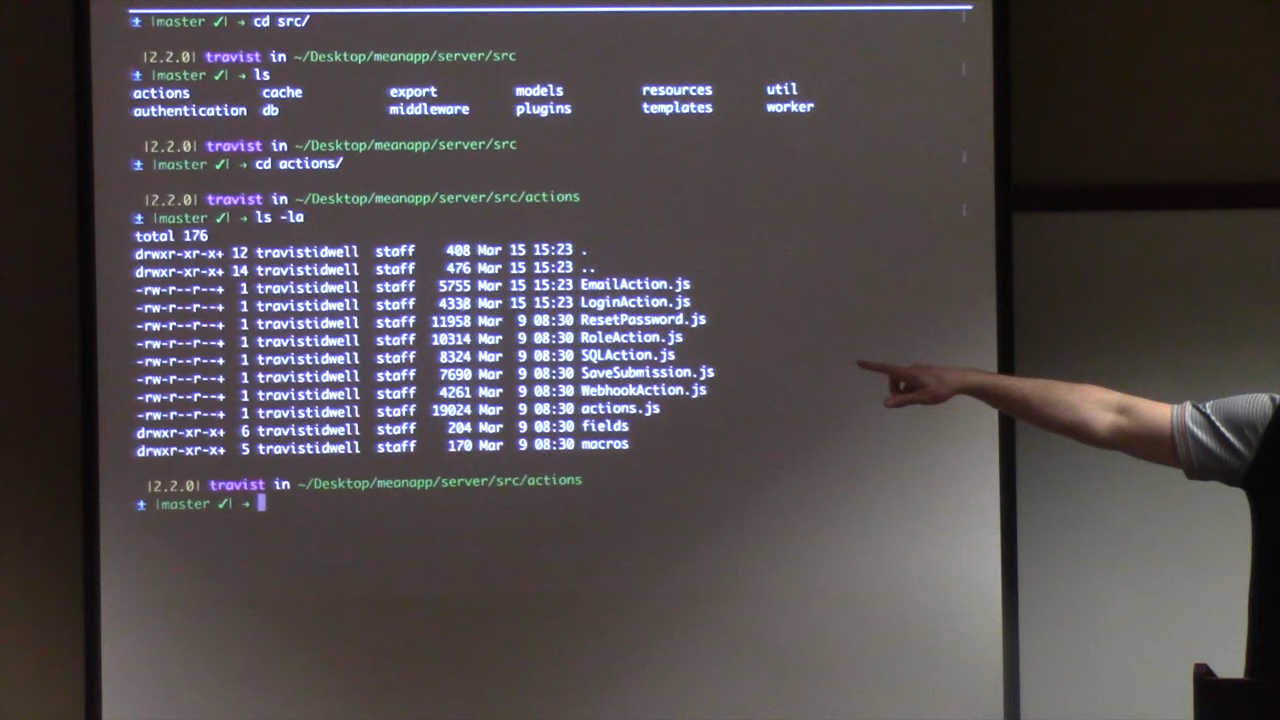 ± |master ✓| → cd src/
|2.2.0| travist in ~/Desktop/meanapp/server/src
± |master ✓| → ls
actions cache export models resources util
authentication db middleware plugins templates worker
|2.2.0| travist in ~/Desktop/meanapp/server/src
± |master ✓| → cd actions/
|2.2.0| travist in ~/Desktop/meanapp/server/src/actions
± |master ✓| → ls -la
total 176
drwxr-xr-x+ 12 travistidwell staff 408 Mar 15 15:23 .
drwxr-xr-x+ 14 travistidwell staff 476 Mar 15 15:23 ..
-rw-r--r--+ 1 travistidwell staff 5755 Mar 15 15:23 EmailAction.js
-rw-r--r--+ 1 travistidwell staff 4338 Mar 15 15:23 LoginAction.js
-rw-r--r--+ 1 travistidwell staff 11958 Mar 9 08:30 ResetPassword.js
-rw-r--r--+ 1 travistidwell staff 10314 Mar 9 08:30 RoleAction.js
-rw-r--r--+ 1 travistidwell staff 8324 Mar 9 08:30 SQLAction.js
-rw-r--r--+ 1 travistidwell staff 7690 Mar 9 08:30 SaveSubmission.js
-rw-r--r--+ 1 travistidwell staff 4261 Mar 9 08:30 WebhookAction.js
-rw-r--r--+ 1 travistidwell staff 19024 Mar 9 08:30 actions.js
drwxr-xr-x+ 6 travistidwell staff 204 Mar 9 08:30 fields
drwxr-xr-x+ 5 travistidwell staff 170 Mar 9 08:30 macros
|2.2.0| travist in ~/Desktop/meanapp/server/src/actions
± |master ✓| →